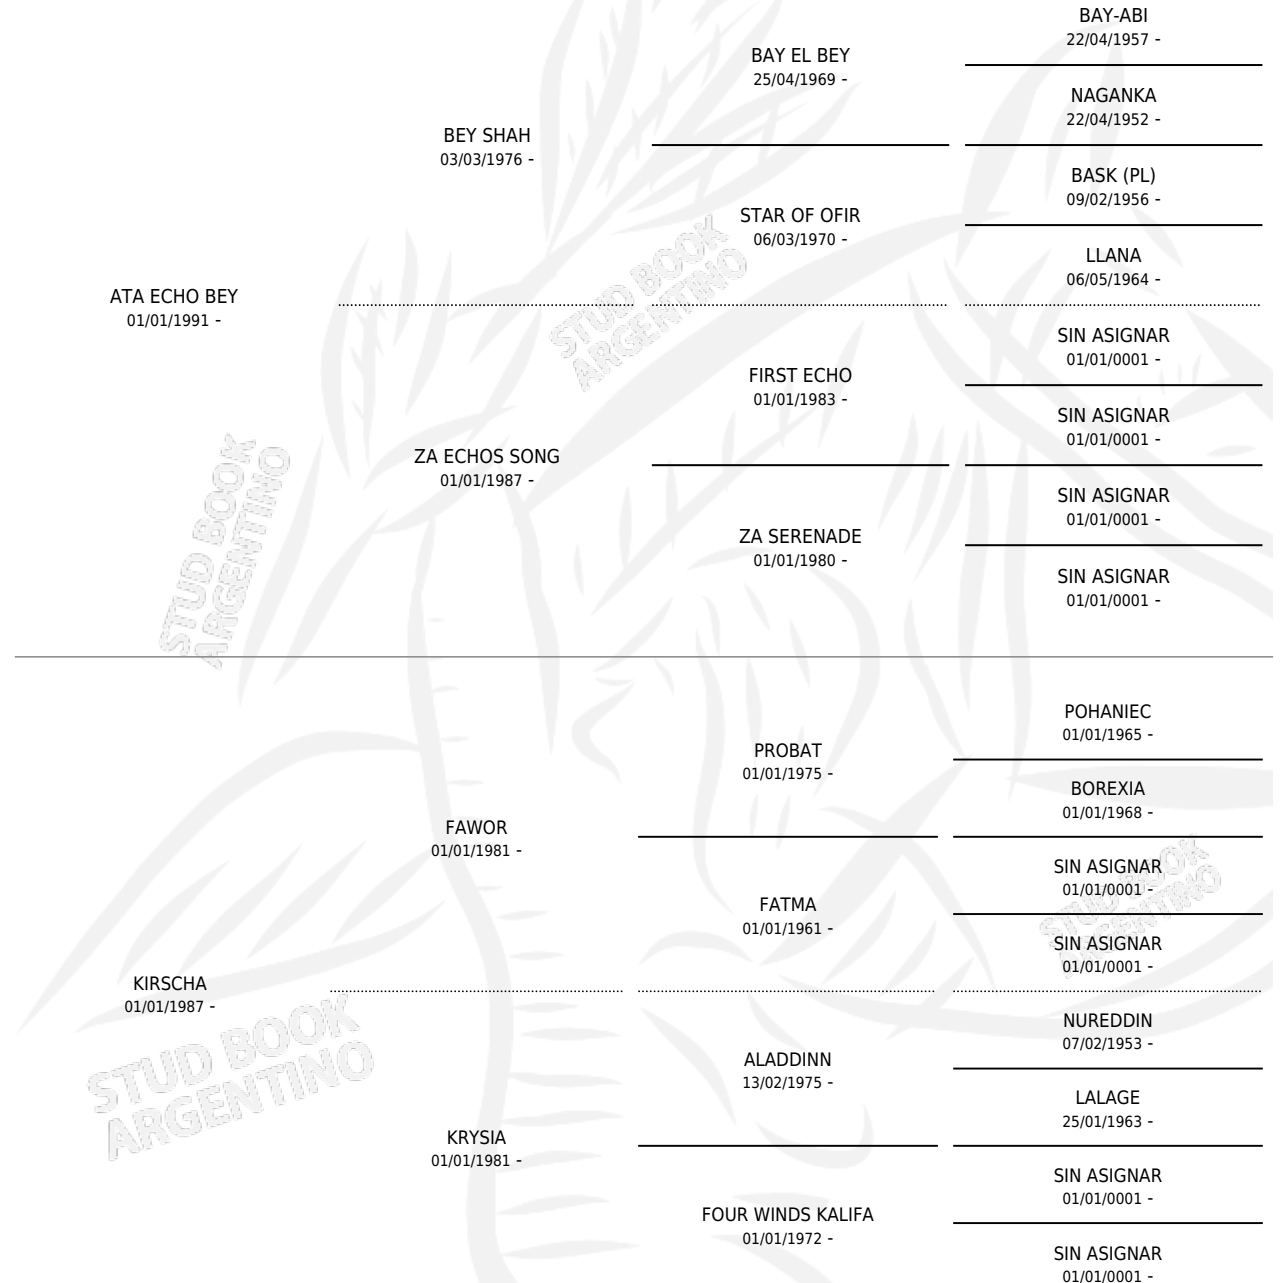 BAY-ABI
22/04/1957 -
BAY EL BEY
25/04/1969 -
NAGANKA
22/04/1952 -
BEY SHAH
03/03/1976 -
BASK (PL)
09/02/1956 -
STAR OF OFIR
06/03/1970 -
LLANA
06/05/1964 -
ATA ECHO BEY
01/01/1991 -
SIN ASIGNAR
01/01/0001 -
FIRST ECHO
01/01/1983 -
SIN ASIGNAR
01/01/0001 -
ZA ECHOS SONG
01/01/1987 -
SIN ASIGNAR
01/01/0001 -
ZA SERENADE
01/01/1980 -
SIN ASIGNAR
01/01/0001 -
POHANIEC
01/01/1965 -
PROBAT
01/01/1975 -
BOREXIA
01/01/1968 -
FAWOR
01/01/1981 -
SIN ASIGNAR
01/01/0001 -
FATMA
01/01/1961 -
SIN ASIGNAR
01/01/0001 -
KIRSCHA
01/01/1987 -
NUREDDIN
07/02/1953 -
ALADDINN
13/02/1975 -
LALAGE
25/01/1963 -
KRYSIA
01/01/1981 -
SIN ASIGNAR
01/01/0001 -
FOUR WINDS KALIFA
01/01/1972 -
SIN ASIGNAR
01/01/0001 -
STUD BOOK
ARGENTINO
STUD BOOK
ARGENTINO
STUD BOOK
ARGENTINO
STUD BOOK
ARGENTINO